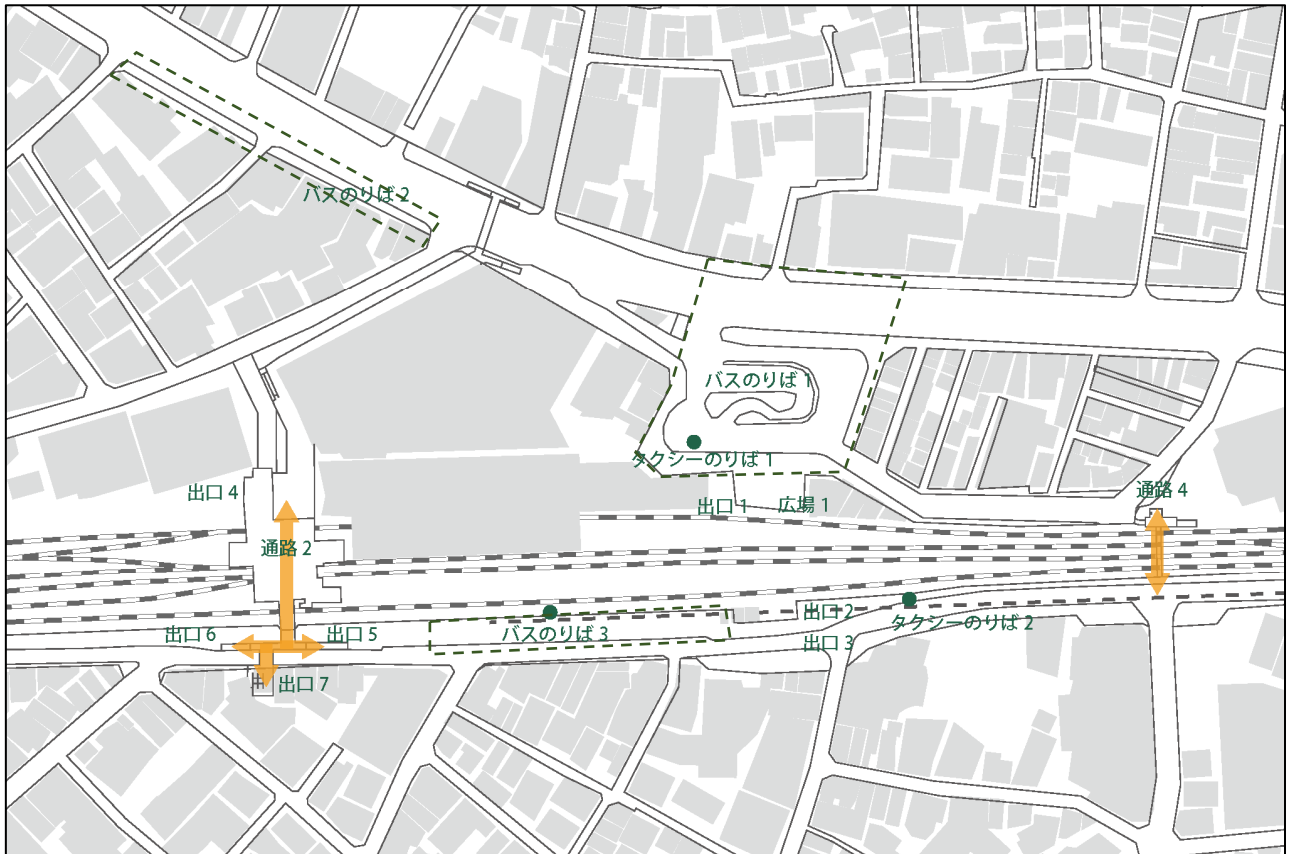 バスのりば 2
バスのりば 1
タクシーのりば 1
出口 4
出口 1
広場 1
通路 4
通路 2
出口 6
出口 5
バスのりば 3
出口 2
タクシーのりば 2
出口 3
出口 7